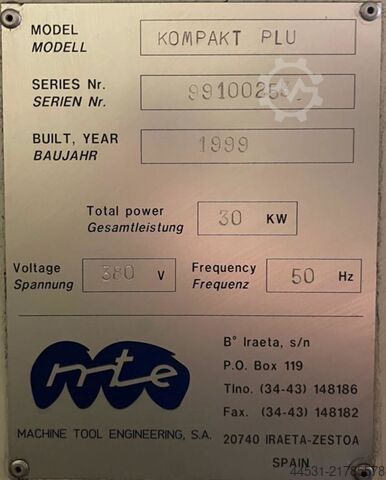 MODEL KOMPAKT PLU
MODELL
SERIES Nr.
SERIEN Nr.
BUILT, YEAR 1999
BAUJAHR
Total power 30 KW
Gesamtleistung
Voltage 380 V Frequency 50 Hz
Spannung Frequenz
mte
MACHINE TOOL ENGINEERING, S.A.
Bº Iraeta, s/n
P.O. Box 119
Tlno. (34-43) 148186
Fax. (34-43) 148182
20740 IRAETA-ZESTOA
SPAIN